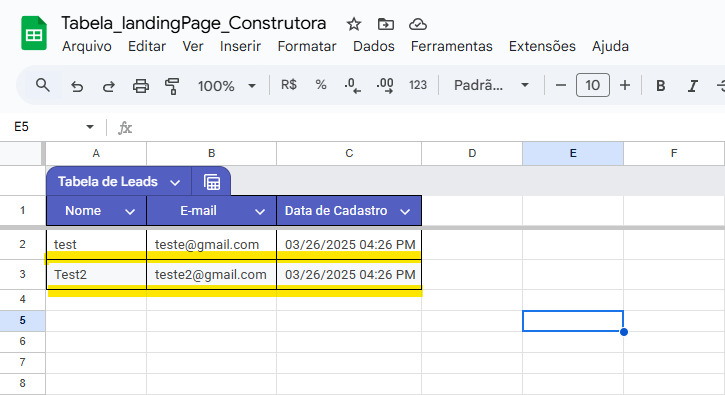 Tabela_landingPage_Construtora
Arquivo Editar Ver Inserir Formatar Dados Ferramentas Extensões Ajuda
100% R$ % .0 .00 123 Padrã... 10 B I
E5 fx
A B C D E F
Tabela de Leads
1 Nome E-mail Data de Cadastro
2 test teste@gmail.com 03/26/2025 04:26 PM
3 Test2 teste2@gmail.com 03/26/2025 04:26 PM
4
5
6
7
8